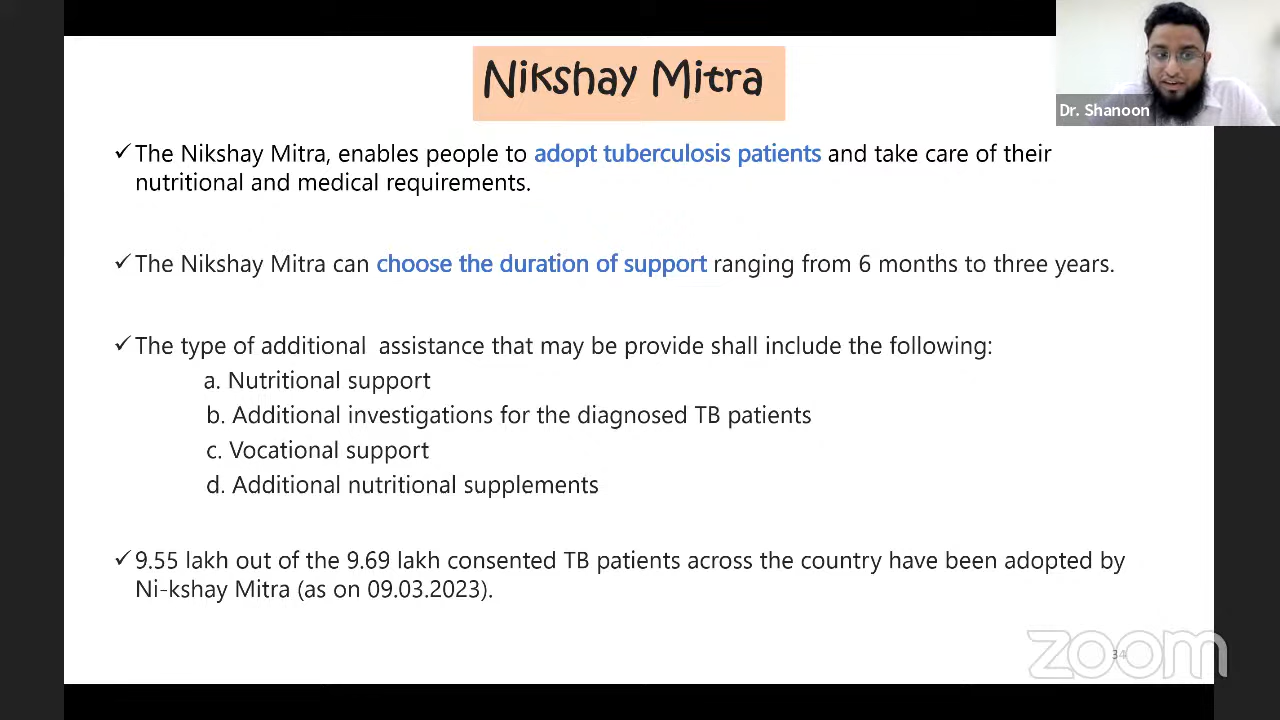 Nikshay Mitra
Dr. Shanoon
✓The Nikshay Mitra, enables people to adopt tuberculosis patients and take care of their
nutritional and medical requirements.
✓The Nikshay Mitra can choose the duration of support ranging from 6 months to three years.
✓The type of additional assistance that may be provide shall include the following:
a. Nutritional support
b. Additional investigations for the diagnosed TB patients
c. Vocational support
d. Additional nutritional supplements
✓9.55 lakh out of the 9.69 lakh consented TB patients across the country have been adopted by
Ni-kshay Mitra (as on 09.03.2023).
zoom
34